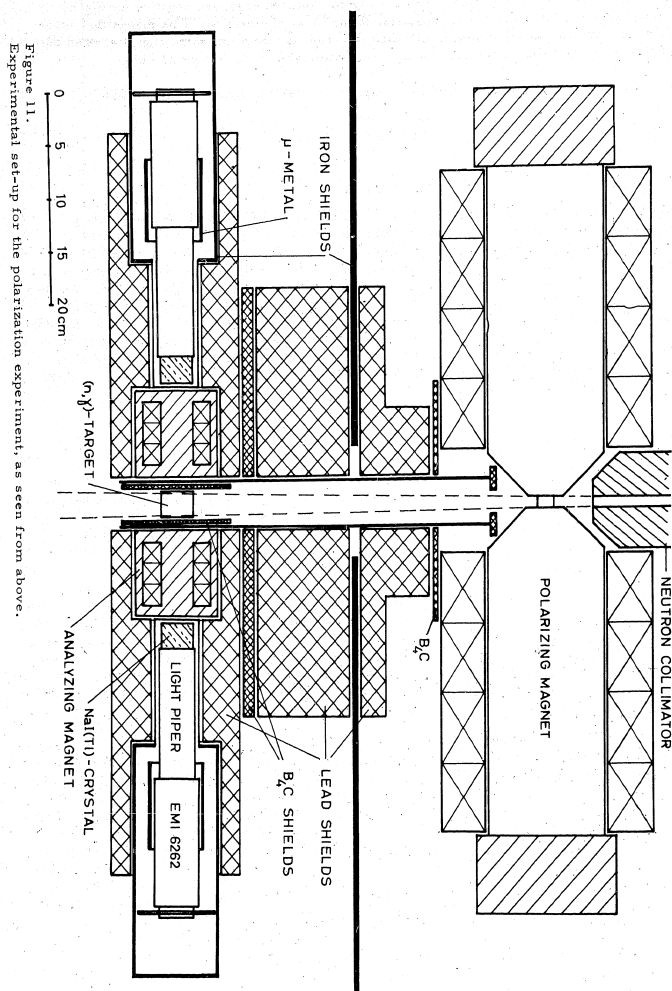 NEUTRON COLLIMATOR
POLARIZING MAGNET
B₄C
IRON SHIELDS
μ-METAL
LEAD SHIELDS
B₄C SHIELDS
(n,γ)-TARGET
LIGHT PIPER
EMI 6262
NaI(Tl)-CRYSTAL
ANALYZING MAGNET
0 5 10 15 20 cm
Figure 11.
Experimental set-up for the polarization experiment, as seen from above.